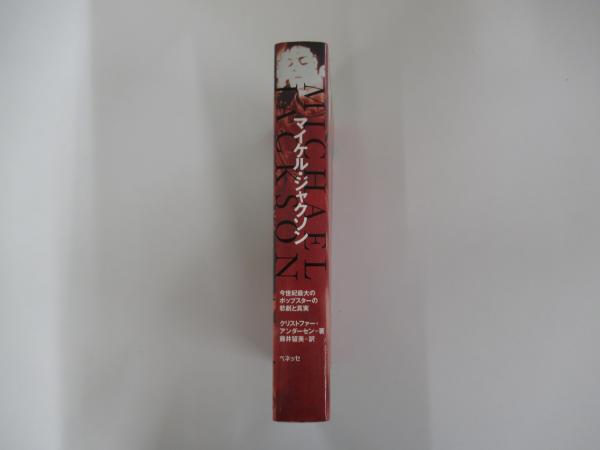 MICHAEL
JACKSON
マイケル・ジャクソン
今世紀最大の
ポップスターの
悲劇と真実
クリストファー・
アンダーセン=著
藤井留美=訳
ベネッセ